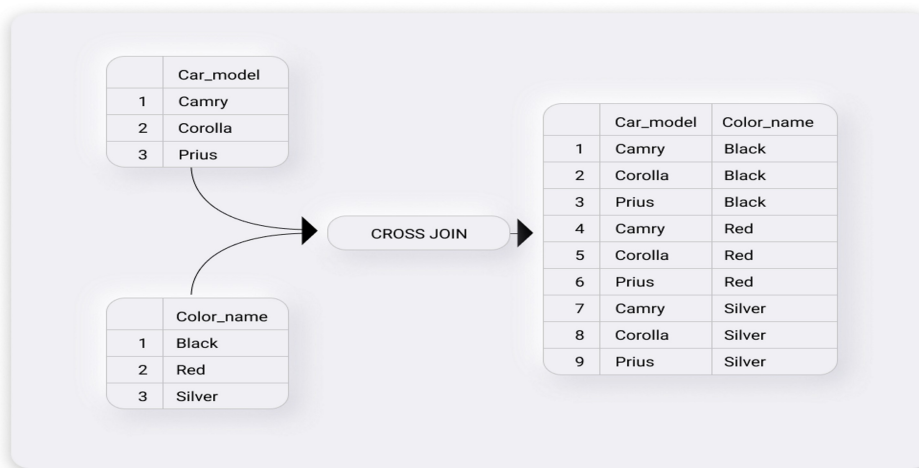 Car_model
1 Camry
2 Corolla
3 Prius
CROSS JOIN
Color_name
1 Black
2 Red
3 Silver
Car_model Color_name
1 Camry Black
2 Corolla Black
3 Prius Black
4 Camry Red
5 Corolla Red
6 Prius Red
7 Camry Silver
8 Corolla Silver
9 Prius Silver